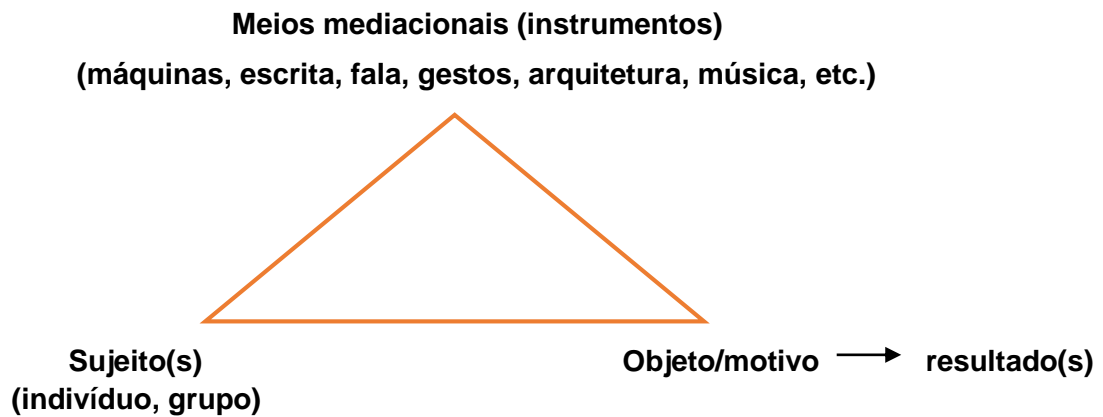 Meios mediacionais (instrumentos)
(máquinas, escrita, fala, gestos, arquitetura, música, etc.)
Sujeito(s)
(indivíduo, grupo)
Objeto/motivo
resultado(s)